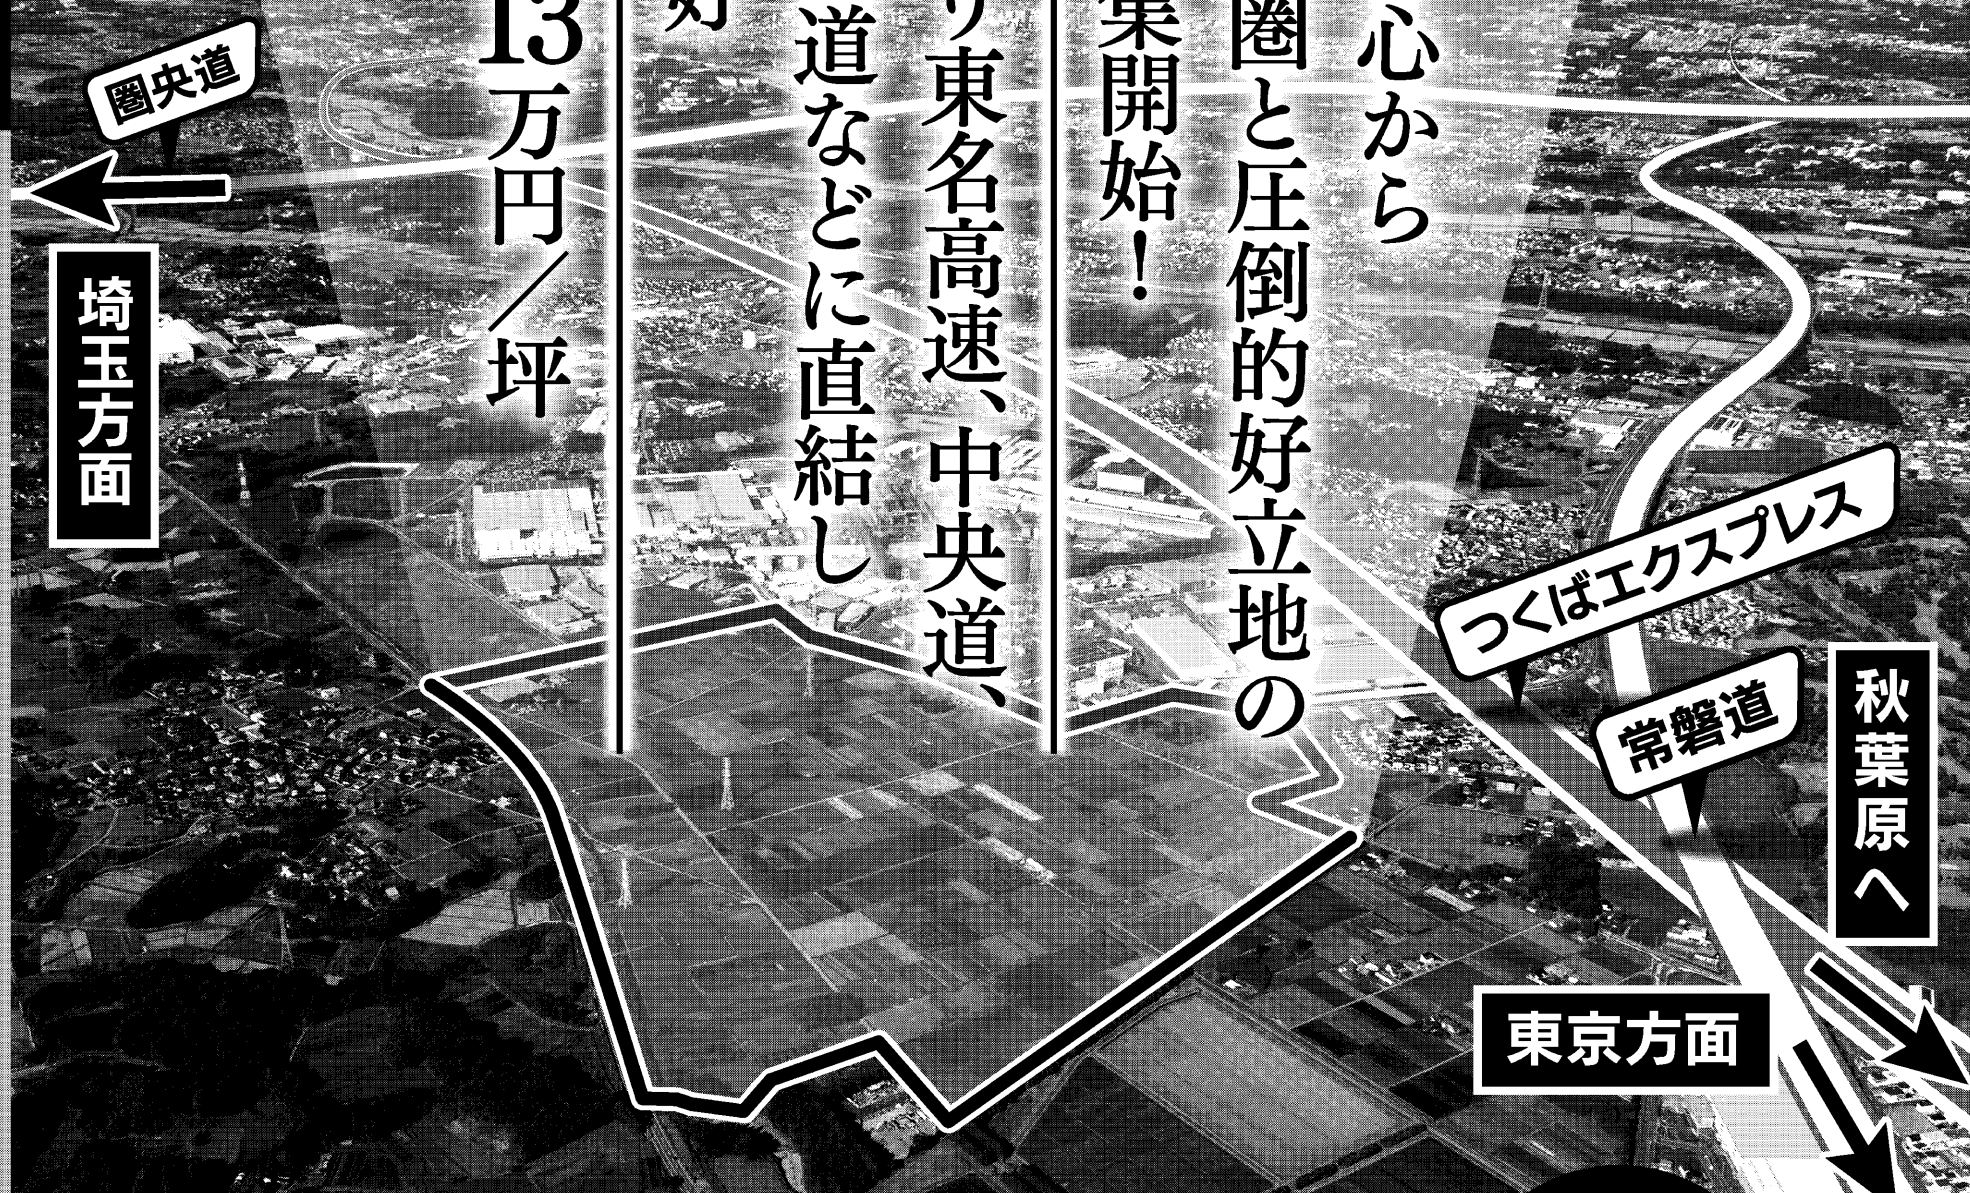 心から
圏と圧倒的好立地の
集開始！
り東名高速、中央道、
道などに直結し
好
13万円／坪
圏央道
埼玉方面
つくばエクスプレス
常磐道
秋葉原へ
東京方面